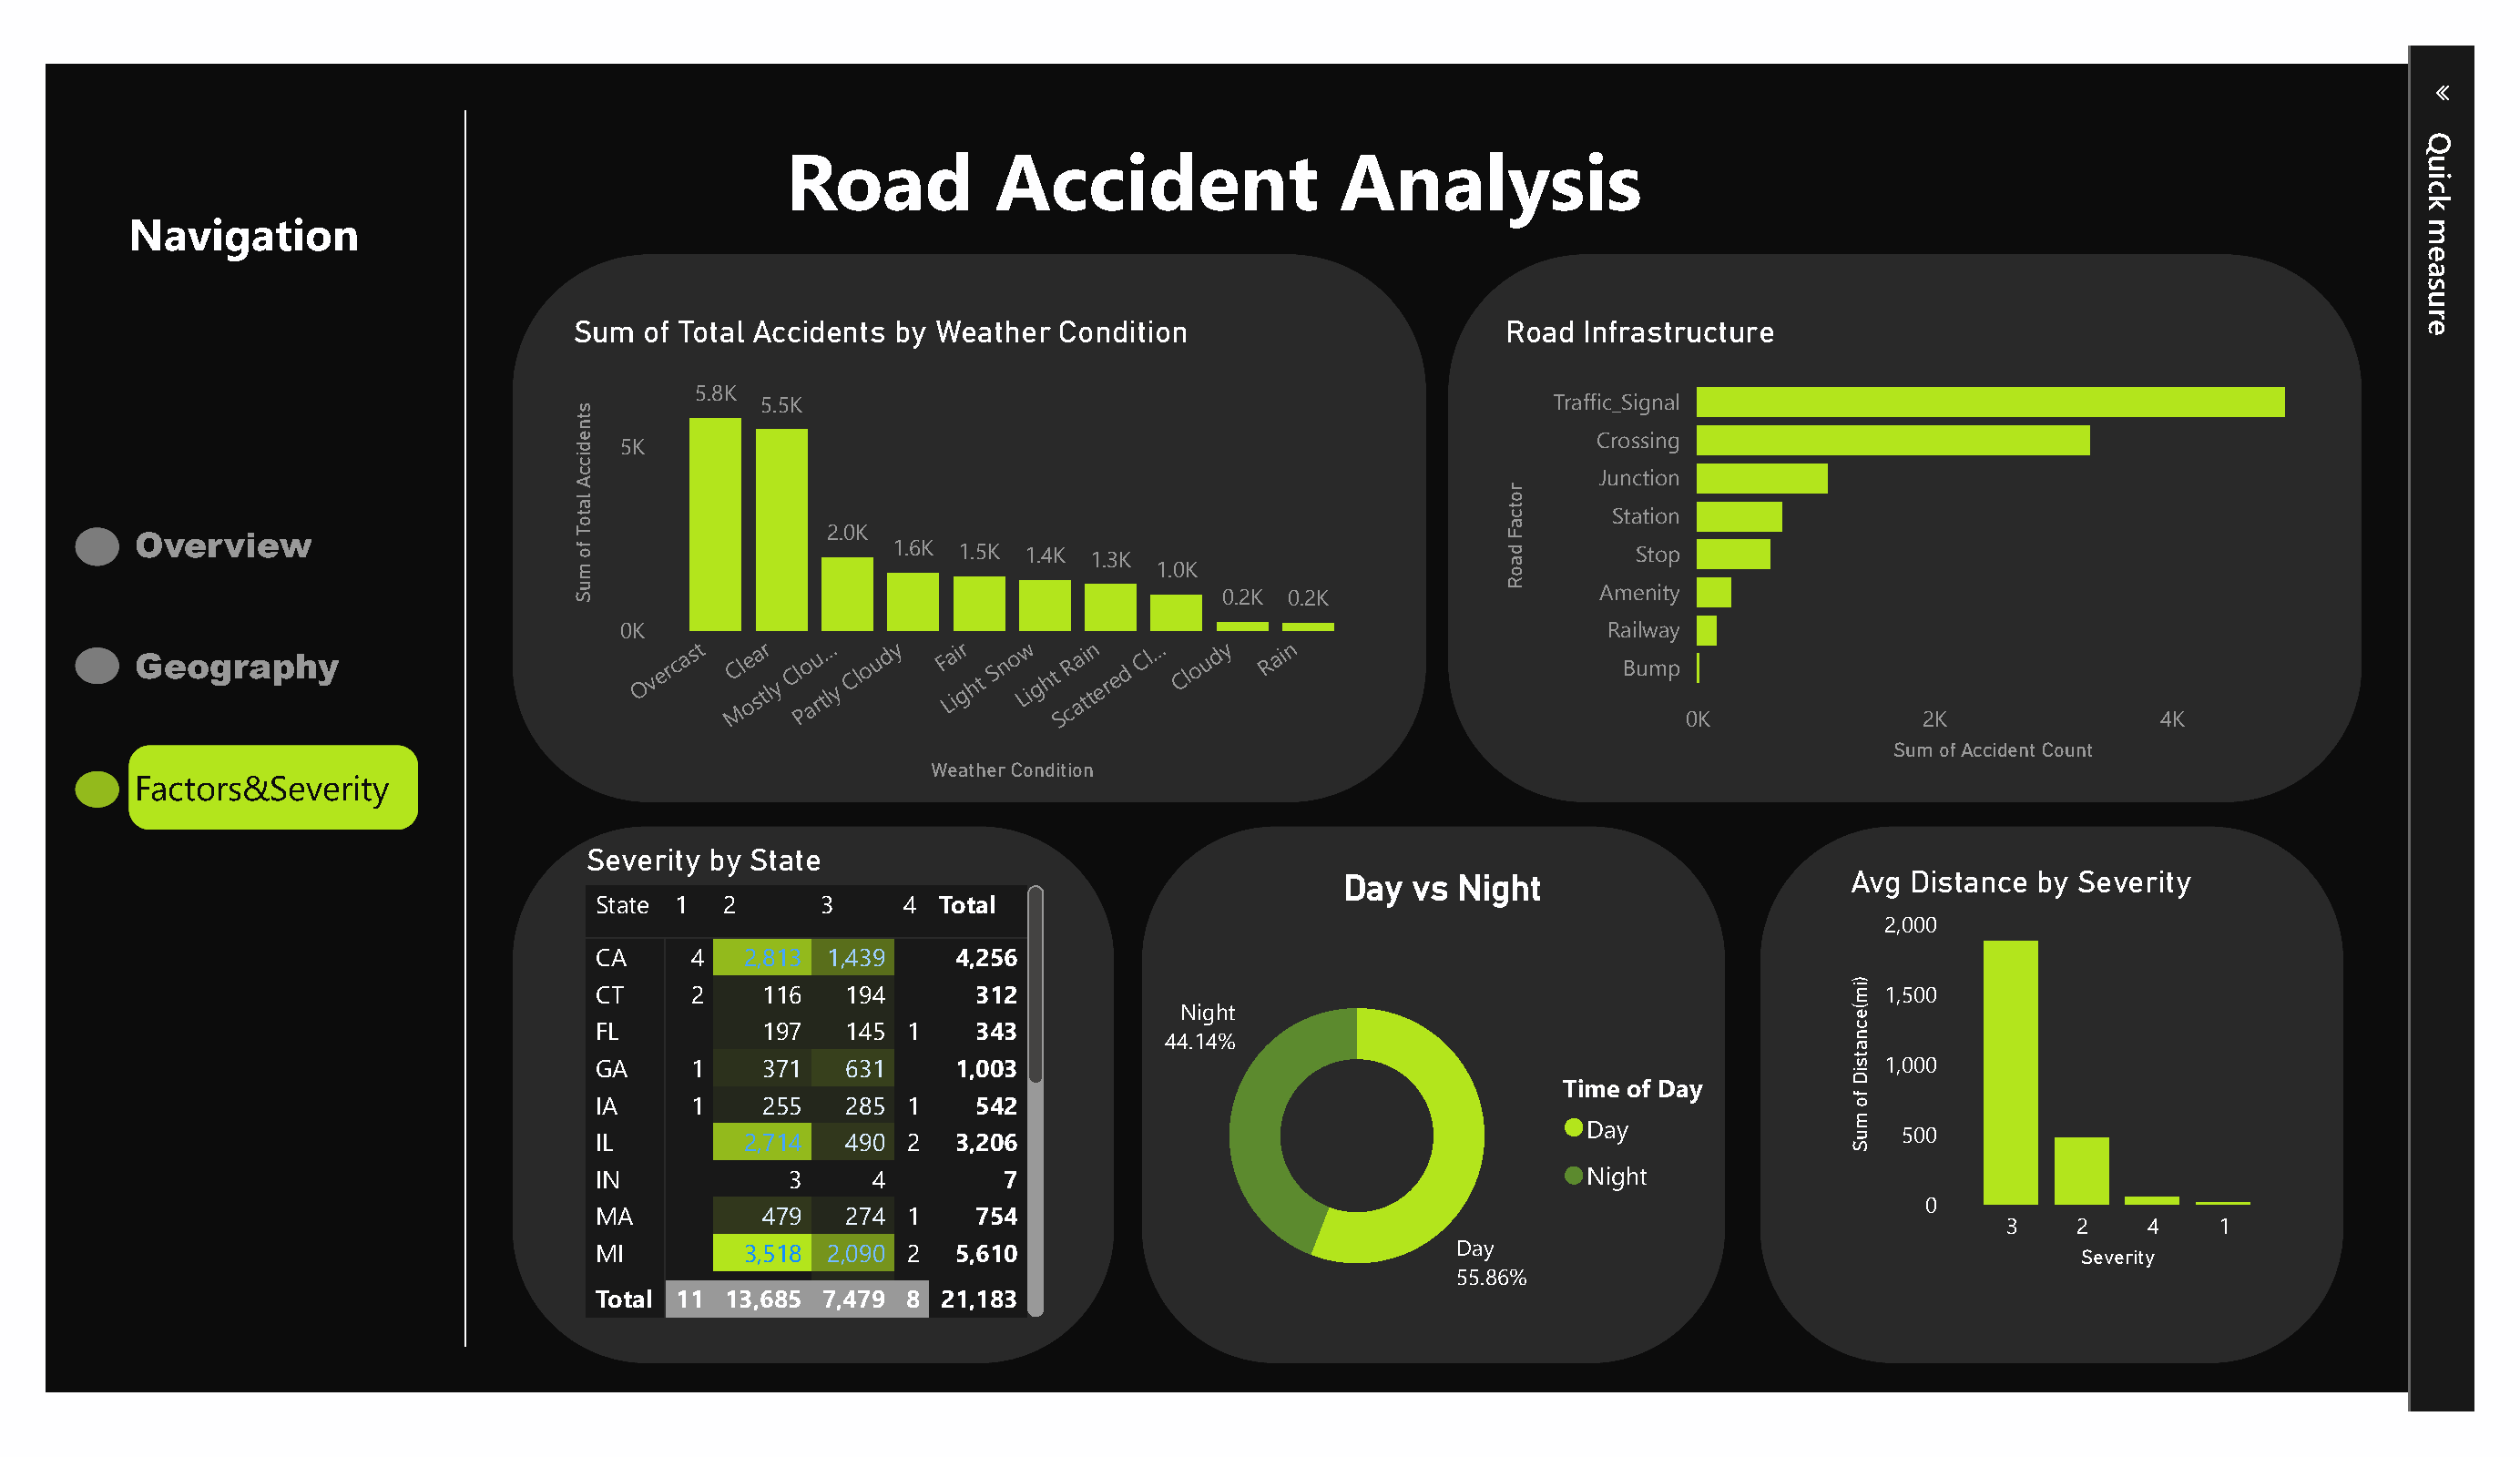 Road Accident Analysis
Navigation
Overview
Geography
Factors&Severity
« Quick measure
Sum of Total Accidents by Weather Condition
Sum of Total Accidents
5K
0K
5.8K
5.5K
2.0K
1.6K
1.5K
1.4K
1.3K
1.0K
0.2K
0.2K
Overcast
Clear
Mostly Clou...
Partly Cloudy
Fair
Light Snow
Light Rain
Scattered Cl...
Cloudy
Rain
Weather Condition
Road Infrastructure
Road Factor
Traffic_Signal
Crossing
Junction
Station
Stop
Amenity
Railway
Bump
0K 2K 4K
Sum of Accident Count
Severity by State
State 1 2 3 4 Total
CA 4 2,813 1,439 4,256
CT 2 116 194 312
FL 197 145 1 343
GA 1 371 631 1,003
IA 1 255 285 1 542
IL 2,714 490 2 3,206
IN 3 4 7
MA 479 274 1 754
MI 3,518 2,090 2 5,610
Total 11 13,685 7,479 8 21,183
Day vs Night
Night
44.14%
Day
55.86%
Time of Day
Day
Night
Avg Distance by Severity
Sum of Distance(mi)
2,000
1,500
1,000
500
0
3 2 4 1
Severity